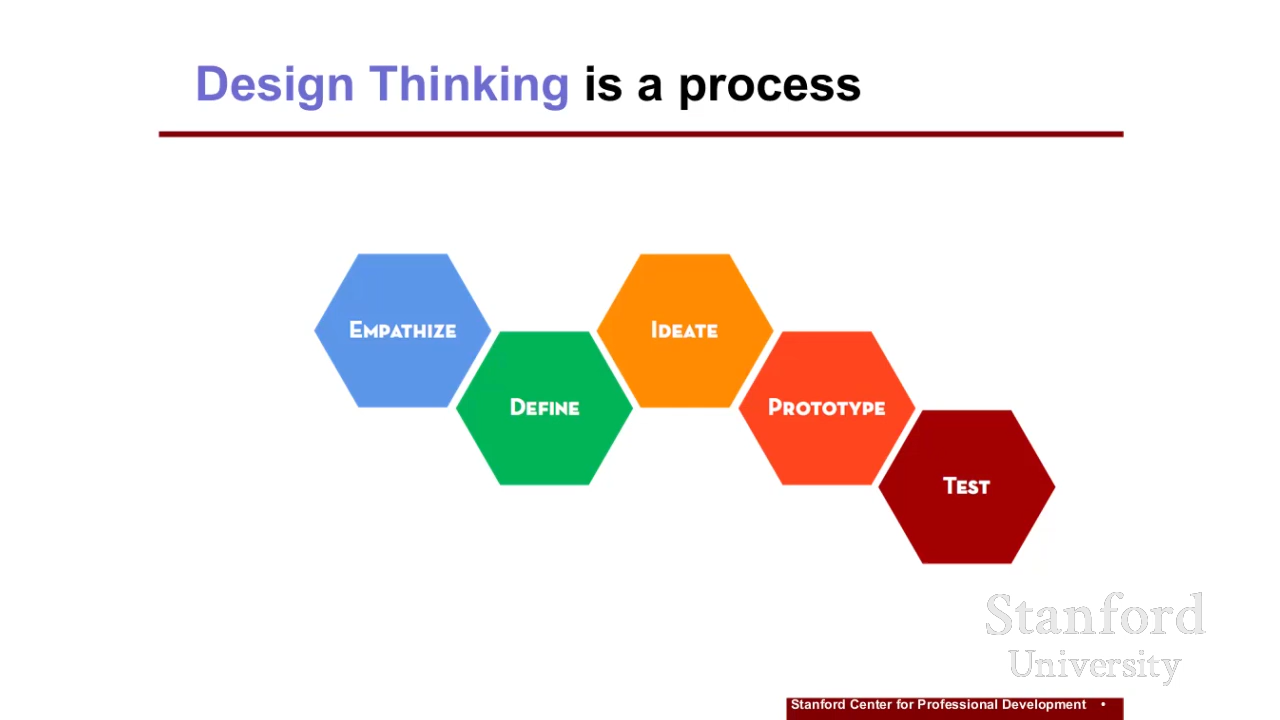 Design Thinking is a process
Empathize
Ideate
Define
Prototype
Test
Stanford
University
Stanford Center for Professional Development •